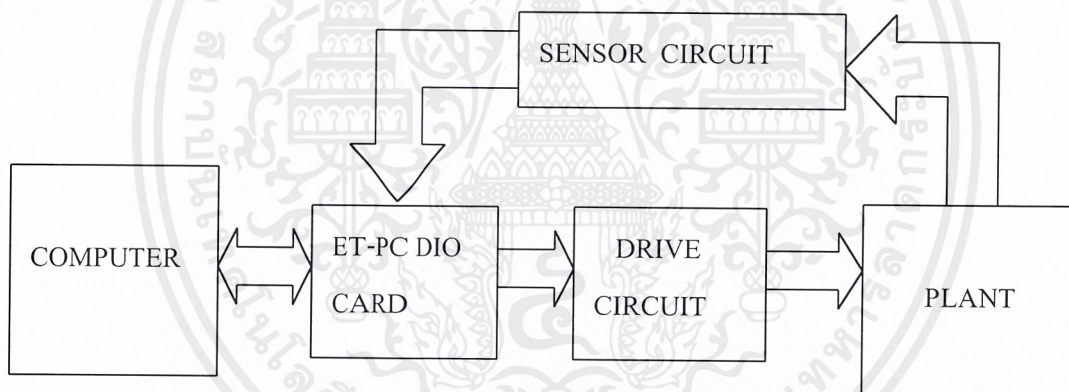 SENSOR CIRCUIT
COMPUTER
ET-PC DIO
CARD
DRIVE
CIRCUIT
PLANT